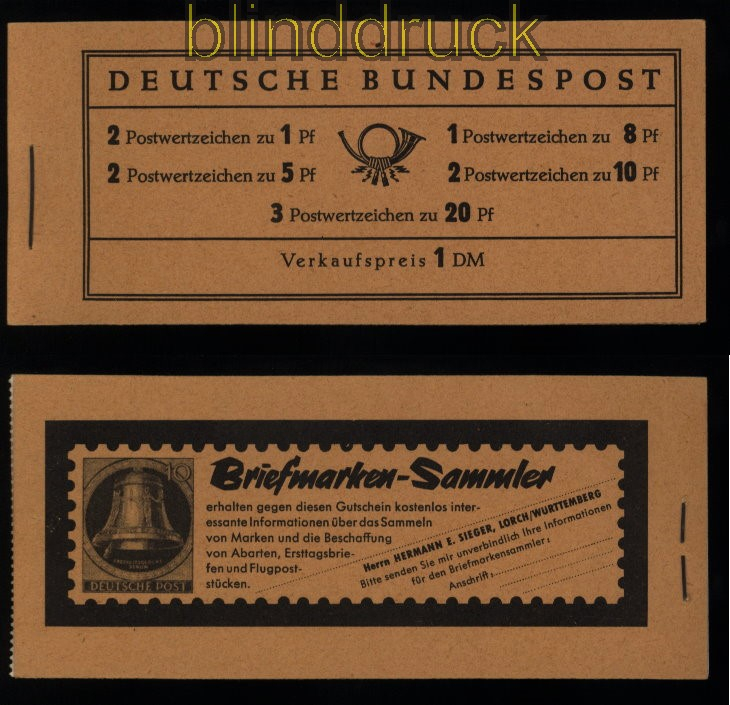 blinddruck
DEUTSCHE BUNDESPOST
2 Postwertzeichen zu 1 Pf
1 Postwertzeichen zu 8 Pf
2 Postwertzeichen zu 5 Pf
2 Postwertzeichen zu 10 Pf
3 Postwertzeichen zu 20 Pf
Verkaufspreis 1 DM
10
DEUTSCHE POST
Briefmarken-Sammler
erhalten gegen diesen Gutschein kostenlos inter-
essante Informationen über das Sammeln
von Marken und die Beschaffung
von Abarten, Ersttagsbrie-
fen und Flugpost-
stücken.
Herrn HERMANN E. SIEGER, LORCH/WURTTEMBERG
Bitte senden Sie mir unverbindlich Ihre Informationen
für den Briefmarkensammler:
Anschrift: